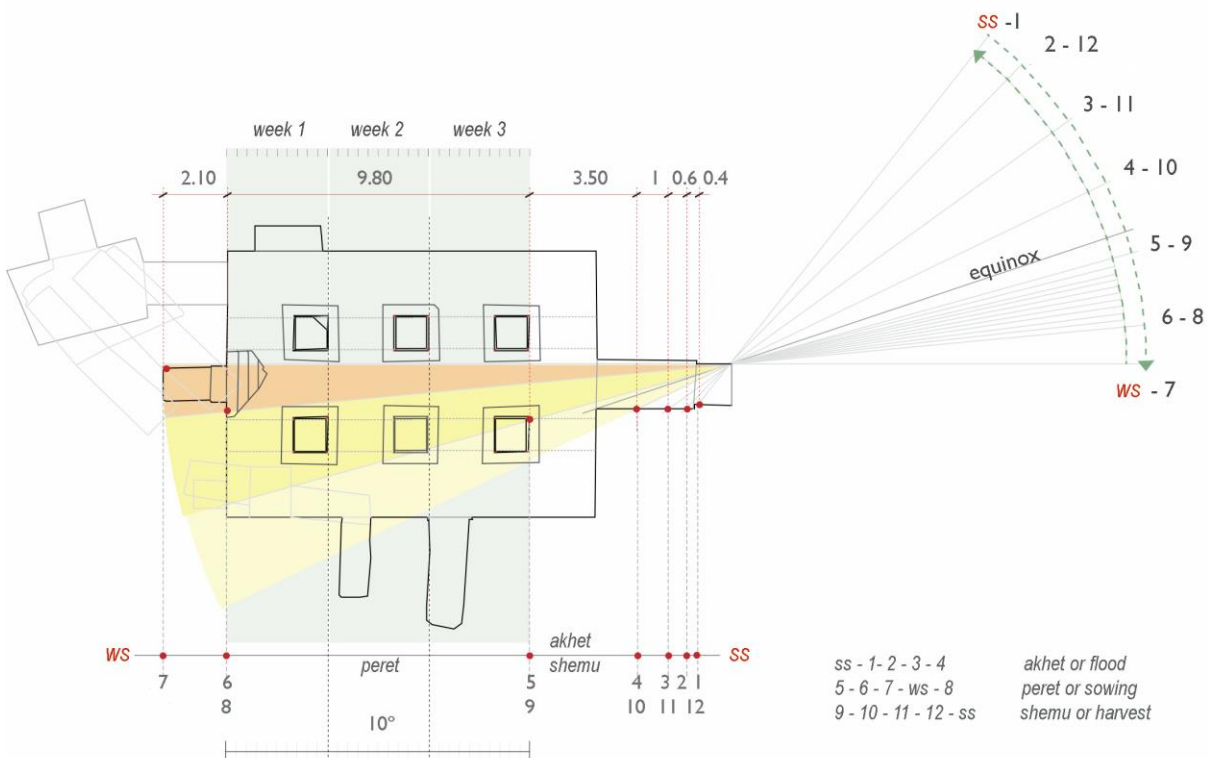 SS -1
2 - 12
3 - 11
4 - 10
equinox
5 - 9
6 - 8
WS - 7
week 1 week 2 week 3
2.10 9.80 3.50 1 0.6 0.4
akhet
WS peret shemu SS
7 6 5 4 3 2 1
8 9 10 11 12
10°
ss - 1- 2 - 3 - 4 akhet or flood
5 - 6 - 7 - ws - 8 peret or sowing
9 - 10 - 11 - 12 - ss shemu or harvest